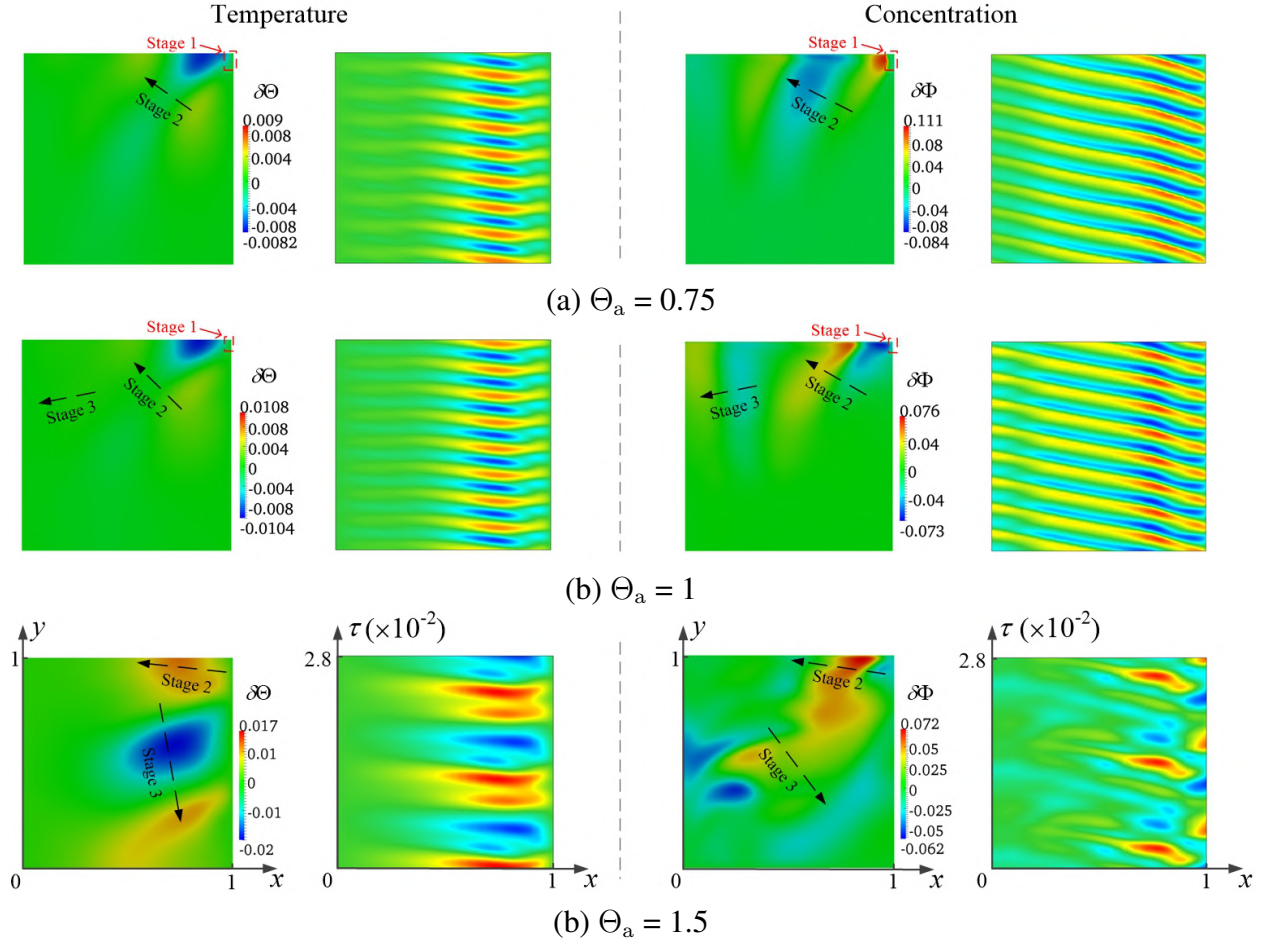 Temperature
Concentration
Stage 1
Stage 2
δΘ
0.009
0.008
0.004
0
-0.004
-0.008
-0.0082
Stage 1
Stage 2
δΦ
0.111
0.08
0.04
0
-0.04
-0.08
-0.084
(a) Θa = 0.75
Stage 1
Stage 2
Stage 3
δΘ
0.0108
0.008
0.004
0
-0.004
-0.008
-0.0104
Stage 1
Stage 2
Stage 3
δΦ
0.076
0.04
0
-0.04
-0.073
(b) Θa = 1
y
1
Stage 2
Stage 3
δΘ
0.017
0.01
0
-0.01
-0.02
0
1
x
τ (×10⁻²)
2.8
0
1
x
y
1
Stage 2
Stage 3
δΦ
0.072
0.05
0.025
0
-0.025
-0.05
-0.062
0
1
x
τ (×10⁻²)
2.8
0
1
x
(b) Θa = 1.5